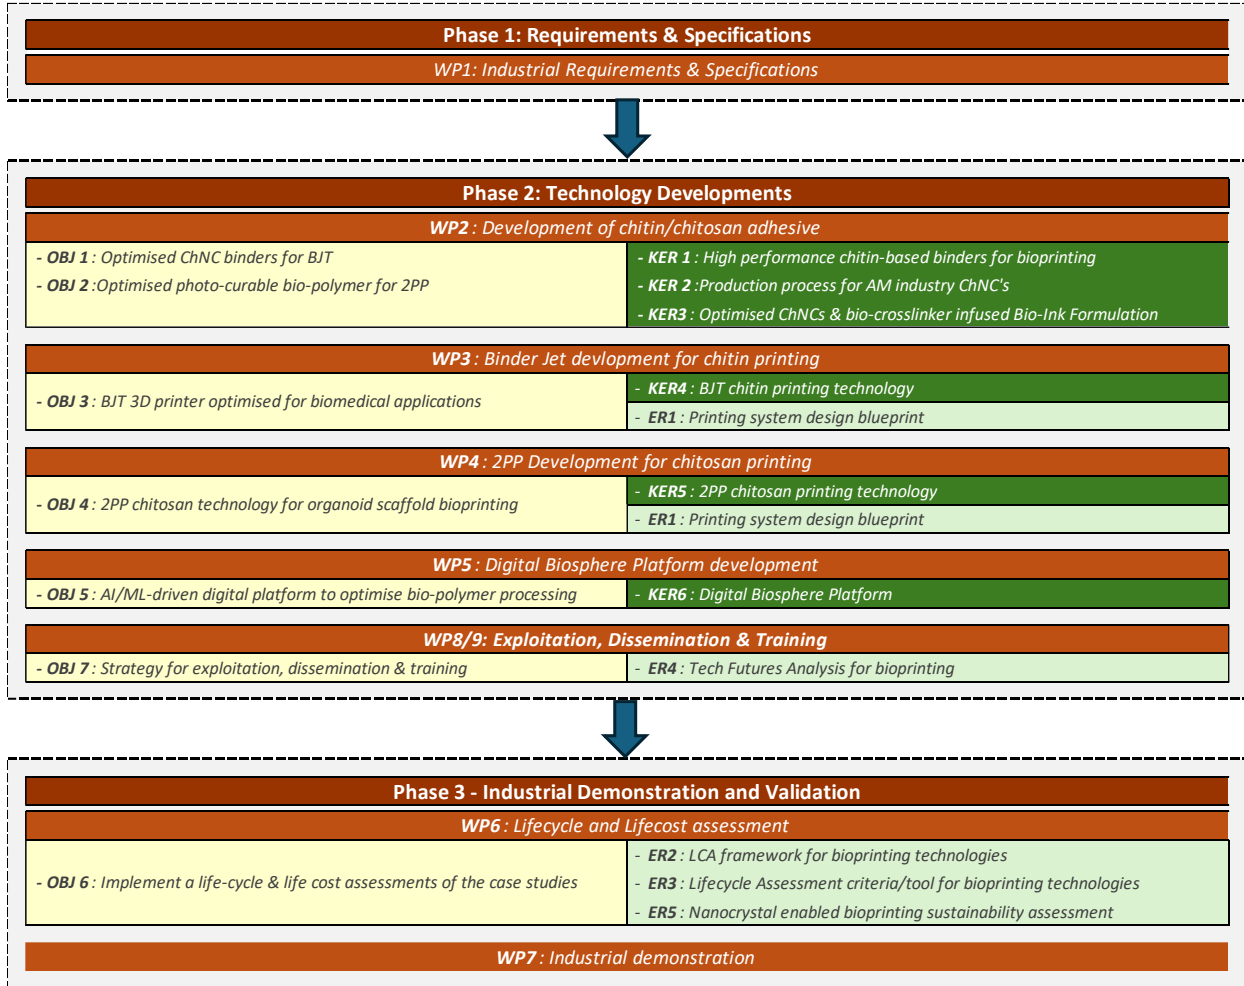 Phase 1: Requirements & Specifications
WP1: Industrial Requirements & Specifications
Phase 2: Technology Developments
WP2 : Development of chitin/chitosan adhesive
- OBJ 1 : Optimised ChNC binders for BJT
- OBJ 2 :Optimised photo-curable bio-polymer for 2PP
- KER 1 : High performance chitin-based binders for bioprinting
- KER 2 :Production process for AM industry ChNC's
- KER3 : Optimised ChNCs & bio-crosslinker infused Bio-Ink Formulation
WP3 : Binder Jet devlopment for chitin printing
- OBJ 3 : BJT 3D printer optimised for biomedical applications
- KER4 : BJT chitin printing technology
- ER1 : Printing system design blueprint
WP4 : 2PP Development for chitosan printing
- OBJ 4 : 2PP chitosan technology for organoid scaffold bioprinting
- KER5 : 2PP chitosan printing technology
- ER1 : Printing system design blueprint
WP5 : Digital Biosphere Platform development
- OBJ 5 : AI/ML-driven digital platform to optimise bio-polymer processing
- KER6 : Digital Biosphere Platform
WP8/9: Exploitation, Dissemination & Training
- OBJ 7 : Strategy for exploitation, dissemination & training
- ER4 : Tech Futures Analysis for bioprinting
Phase 3 - Industrial Demonstration and Validation
WP6 : Lifecycle and Lifecost assessment
- OBJ 6 : Implement a life-cycle & life cost assessments of the case studies
- ER2 : LCA framework for bioprinting technologies
- ER3 : Lifecycle Assessment criteria/tool for bioprinting technologies
- ER5 : Nanocrystal enabled bioprinting sustainability assessment
WP7 : Industrial demonstration